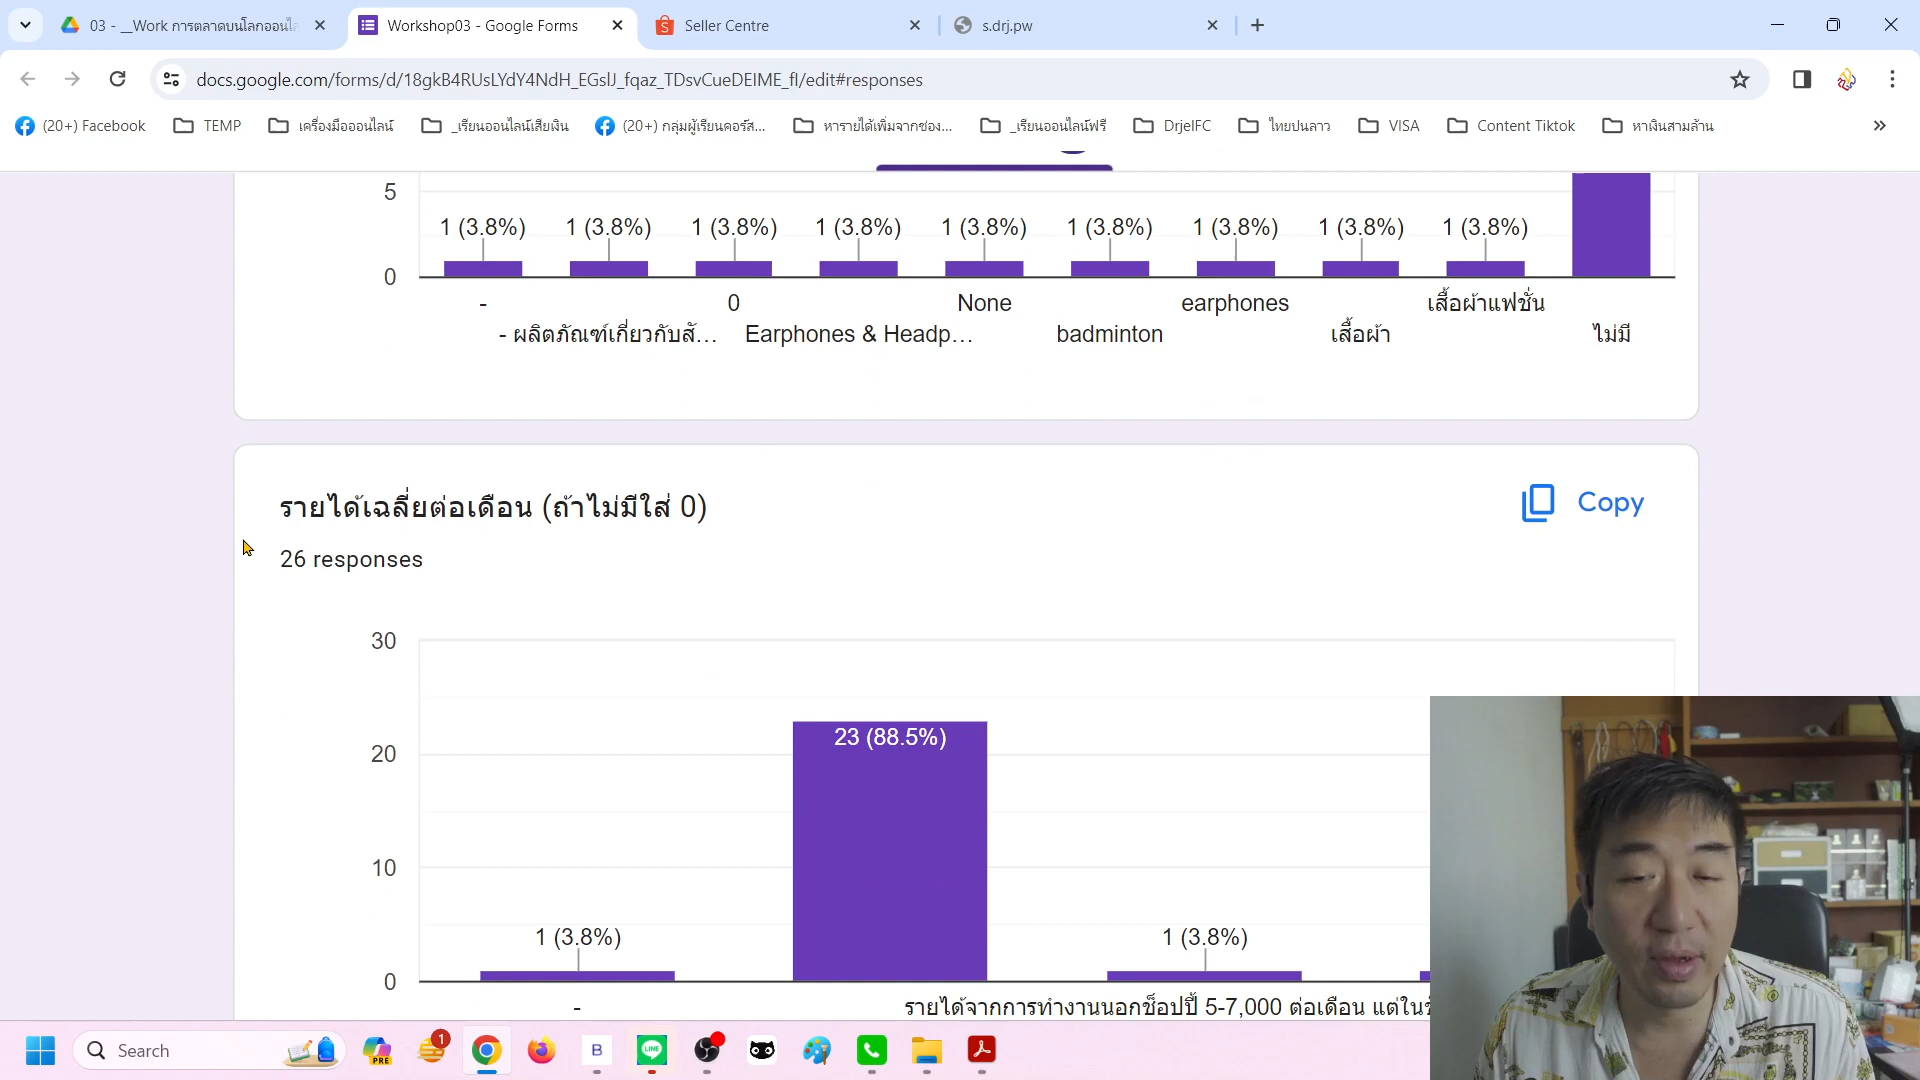 03 - __Work การตลาดบนโลกออนไล
Workshop03 - Google Forms
Seller Centre
s.drj.pw
docs.google.com/forms/d/18gkB4RUsLYdY4NdH_EGslJ_fqaz_TDsvCueDEIME_fI/edit#responses
(20+) Facebook
TEMP
เครื่องมือออนไลน์
_เรียนออนไลน์เสียเงิน
(20+) กลุ่มผู้เรียนคอร์ส...
หารายได้เพิ่มจากช่อง...
_เรียนออนไลน์ฟรี
DrjeIFC
ไทยปนลาว
VISA
Content Tiktok
หาเงินสามล้าน
5
1 (3.8%) 1 (3.8%) 1 (3.8%) 1 (3.8%) 1 (3.8%) 1 (3.8%) 1 (3.8%) 1 (3.8%) 1 (3.8%)
0
- 0 None earphones เสื้อผ้าแฟชั่น
- ผลิตภัณฑ์เกี่ยวกับสั... Earphones & Headp... badminton เสื้อผ้า ไม่มี
รายได้เฉลี่ยต่อเดือน (ถ้าไม่มีใส่ 0)
Copy
26 responses
30
23 (88.5%)
20
10
1 (3.8%) 1 (3.8%)
0
- รายได้จากการทำงานนอกช็อปปี้ 5-7,000 ต่อเดือน แต่ใน
Search
PRE
1
B
LINE